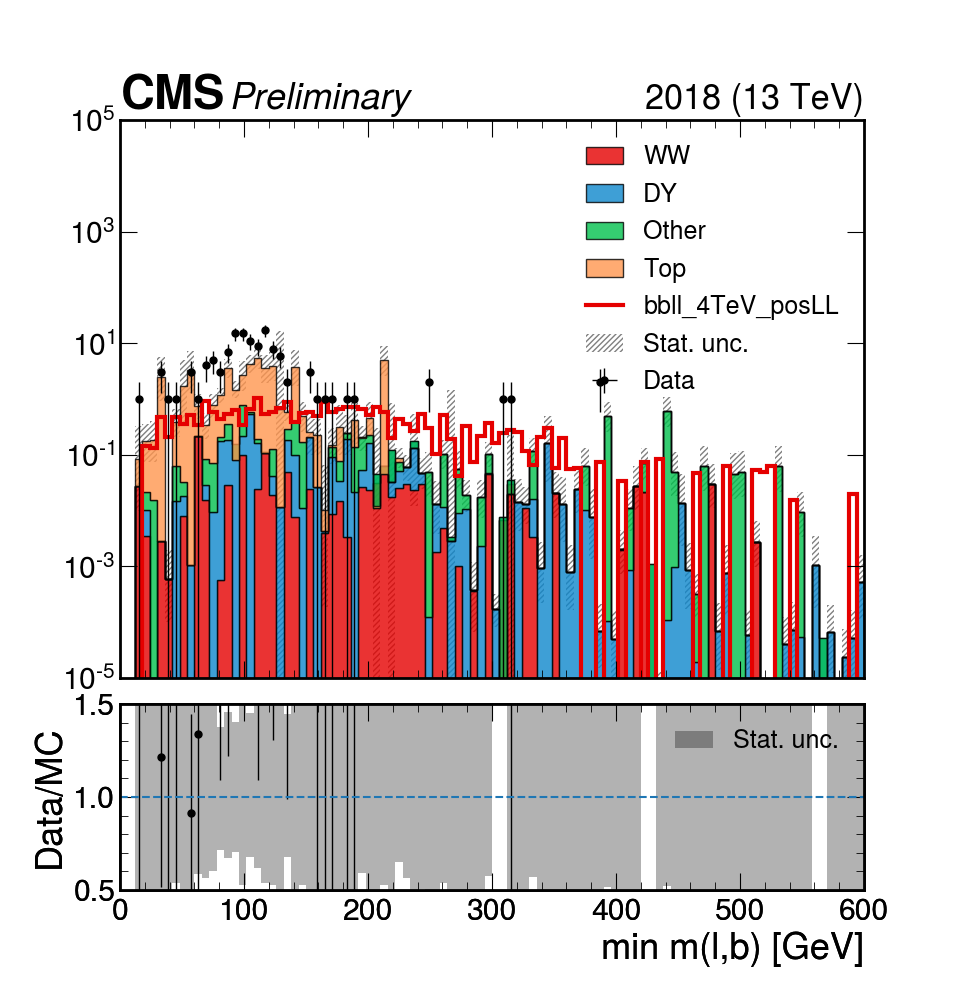 CMS Preliminary 2018 (13 TeV)
10^5
10^3
10^1
10^-1
10^-3
10^-5
WW
DY
Other
Top
bbll_4TeV_posLL
Stat. unc.
Data
Data/MC
1.5
1.0
0.5
Stat. unc.
0 100 200 300 400 500 600
min m(l,b) [GeV]